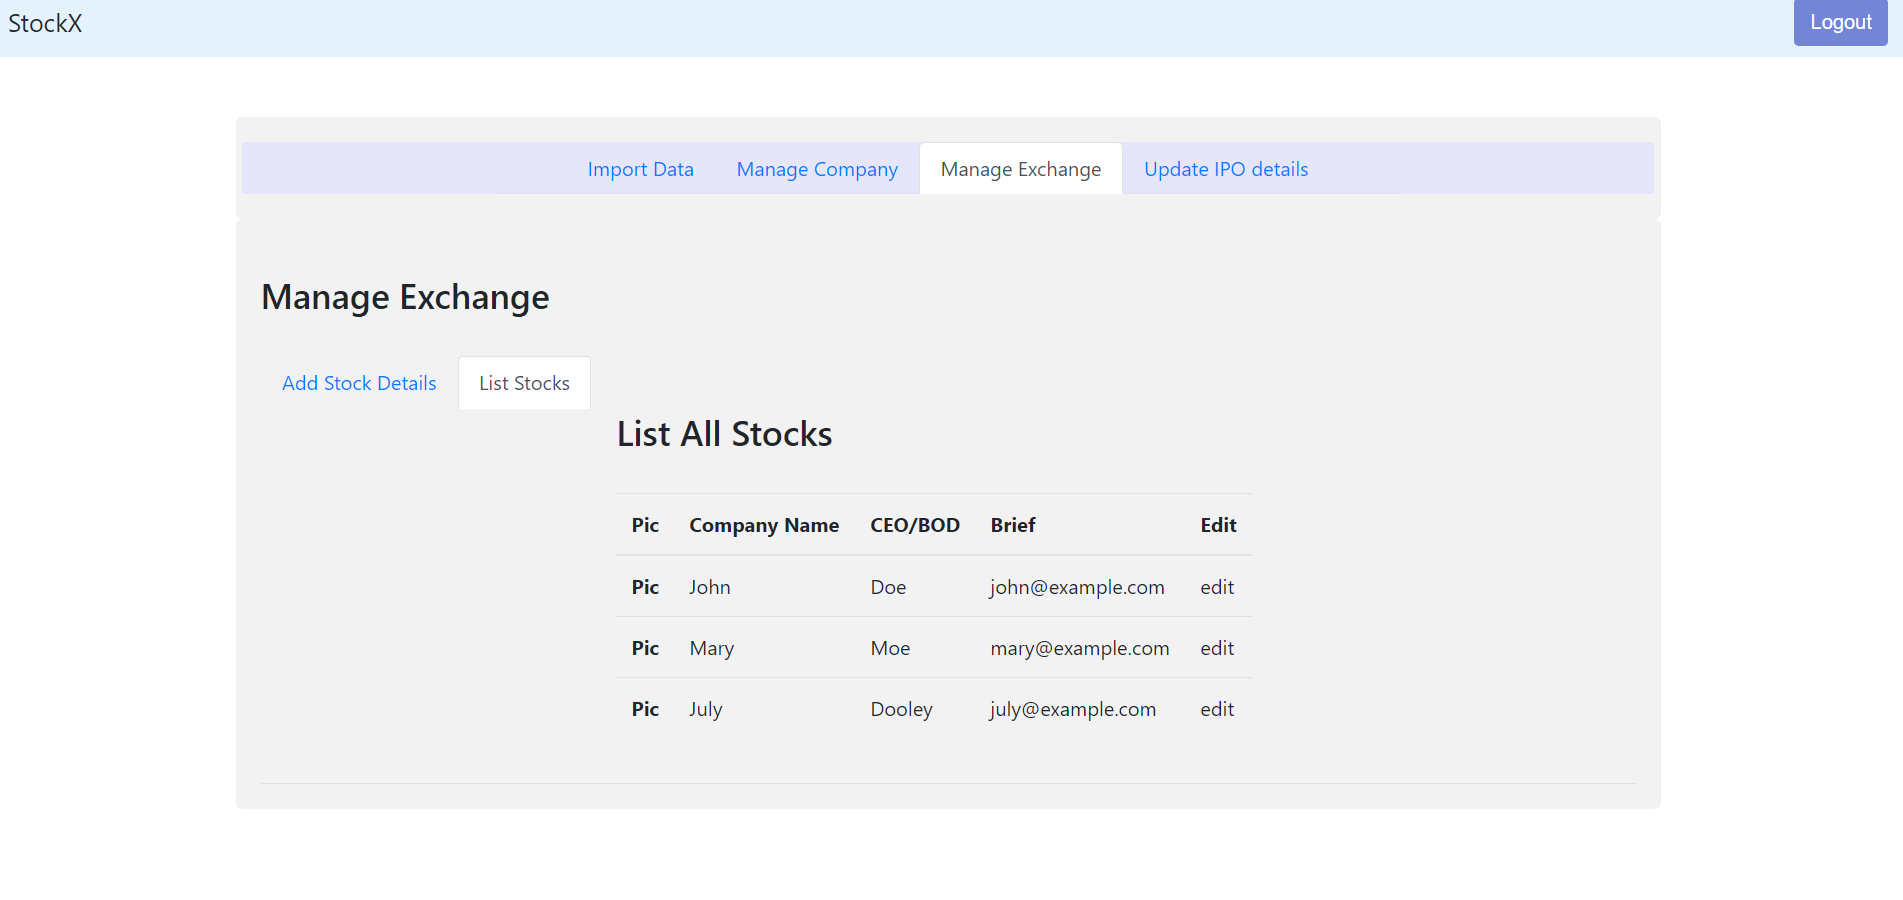 StockX Logout
Import Data Manage Company Manage Exchange Update IPO details
Manage Exchange
Add Stock Details List Stocks
List All Stocks
Pic Company Name CEO/BOD Brief Edit
Pic John Doe john@example.com edit
Pic Mary Moe mary@example.com edit
Pic July Dooley july@example.com edit